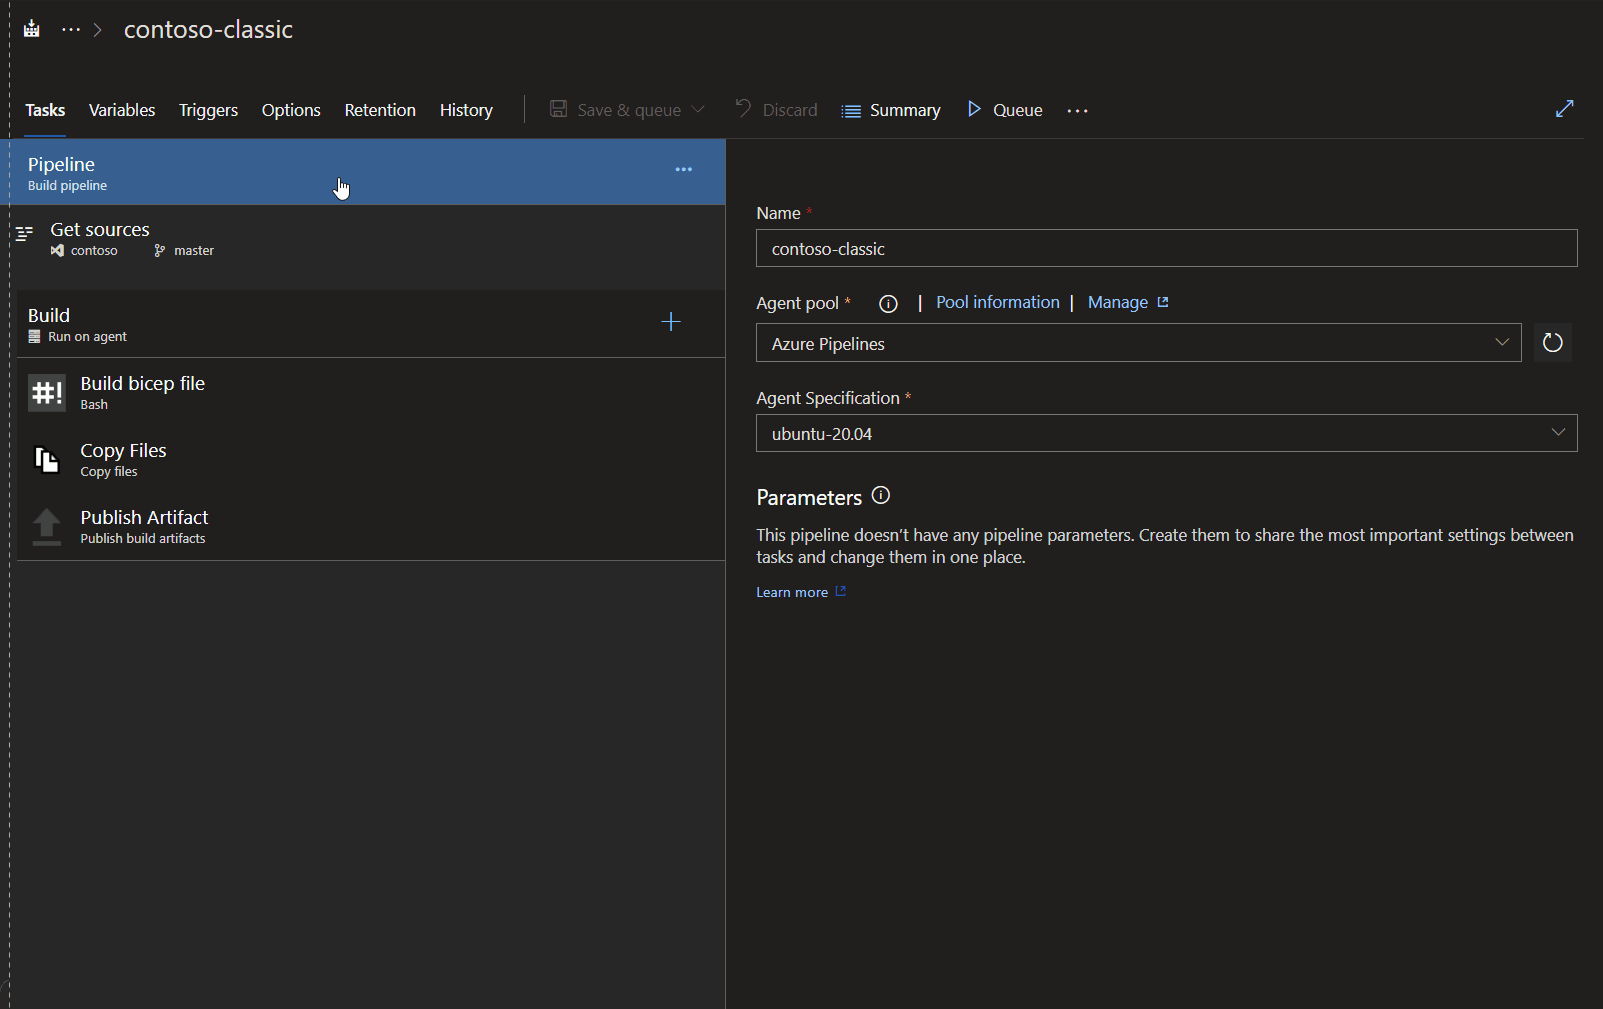 contoso-classic
Tasks Variables Triggers Options Retention History Save & queue Discard Summary Queue
Pipeline
Build pipeline
Get sources
contoso master
Build
Run on agent
Build bicep file
Bash
Copy Files
Copy files
Publish Artifact
Publish build artifacts
Name *
contoso-classic
Agent pool * | Pool information | Manage
Azure Pipelines
Agent Specification *
ubuntu-20.04
Parameters
This pipeline doesn't have any pipeline parameters. Create them to share the most important settings between
tasks and change them in one place.
Learn more